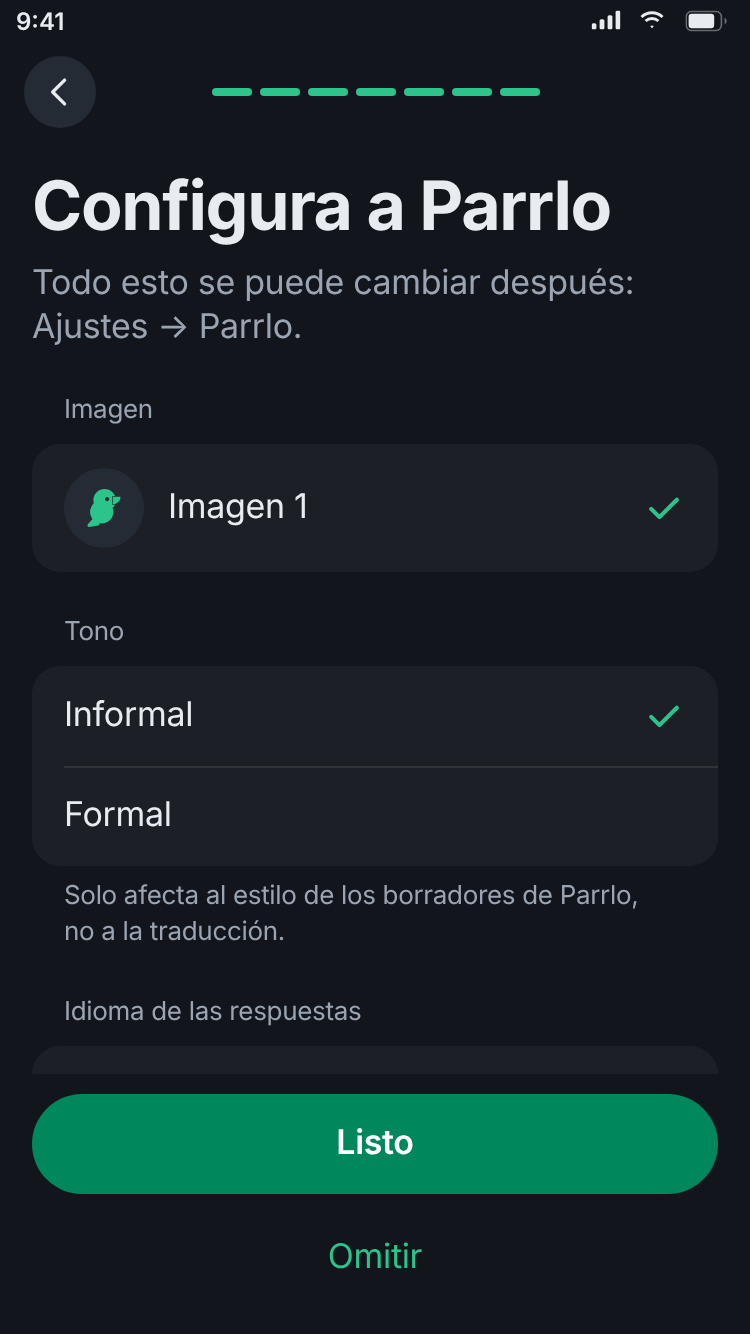 9:41
Configura a Parrlo
Todo esto se puede cambiar después:
Ajustes → Parrlo.
Imagen
Imagen 1
Tono
Informal
Formal
Solo afecta al estilo de los borradores de Parrlo,
no a la traducción.
Idioma de las respuestas
Listo
Omitir